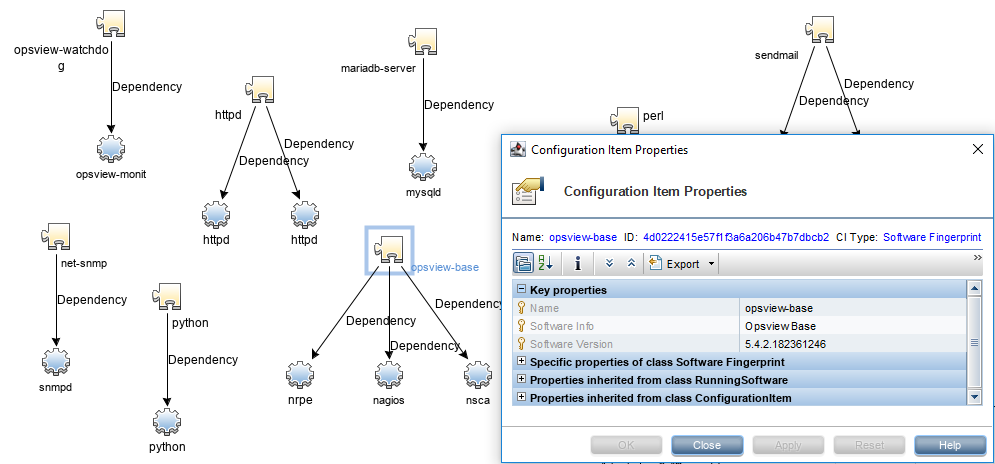 opsview-watchdo
g
Dependency
opsview-monit
httpd
Dependency
Dependency
httpd
httpd
mariadb-server
Dependency
mysqld
sendmail
Dependency
perl
net-snmp
Dependency
snmpd
python
Dependency
python
opsview-base
Dependency
Dependency
Dependency
nrpe
nagios
nsca
Configuration Item Properties
Configuration Item Properties
Name: opsview-base ID: 4d0222415e57f1f3a6a206b47b7dbcb2 CI Type: Software Fingerprint
A
Z
Export
Key properties
Name opsview-base
Software Info Opsview Base
Software Version 5.4.2.182361246
Specific properties of class Software Fingerprint
Properties inherited from class RunningSoftware
Properties inherited from class ConfigurationItem
OK Close Apply Reset Help